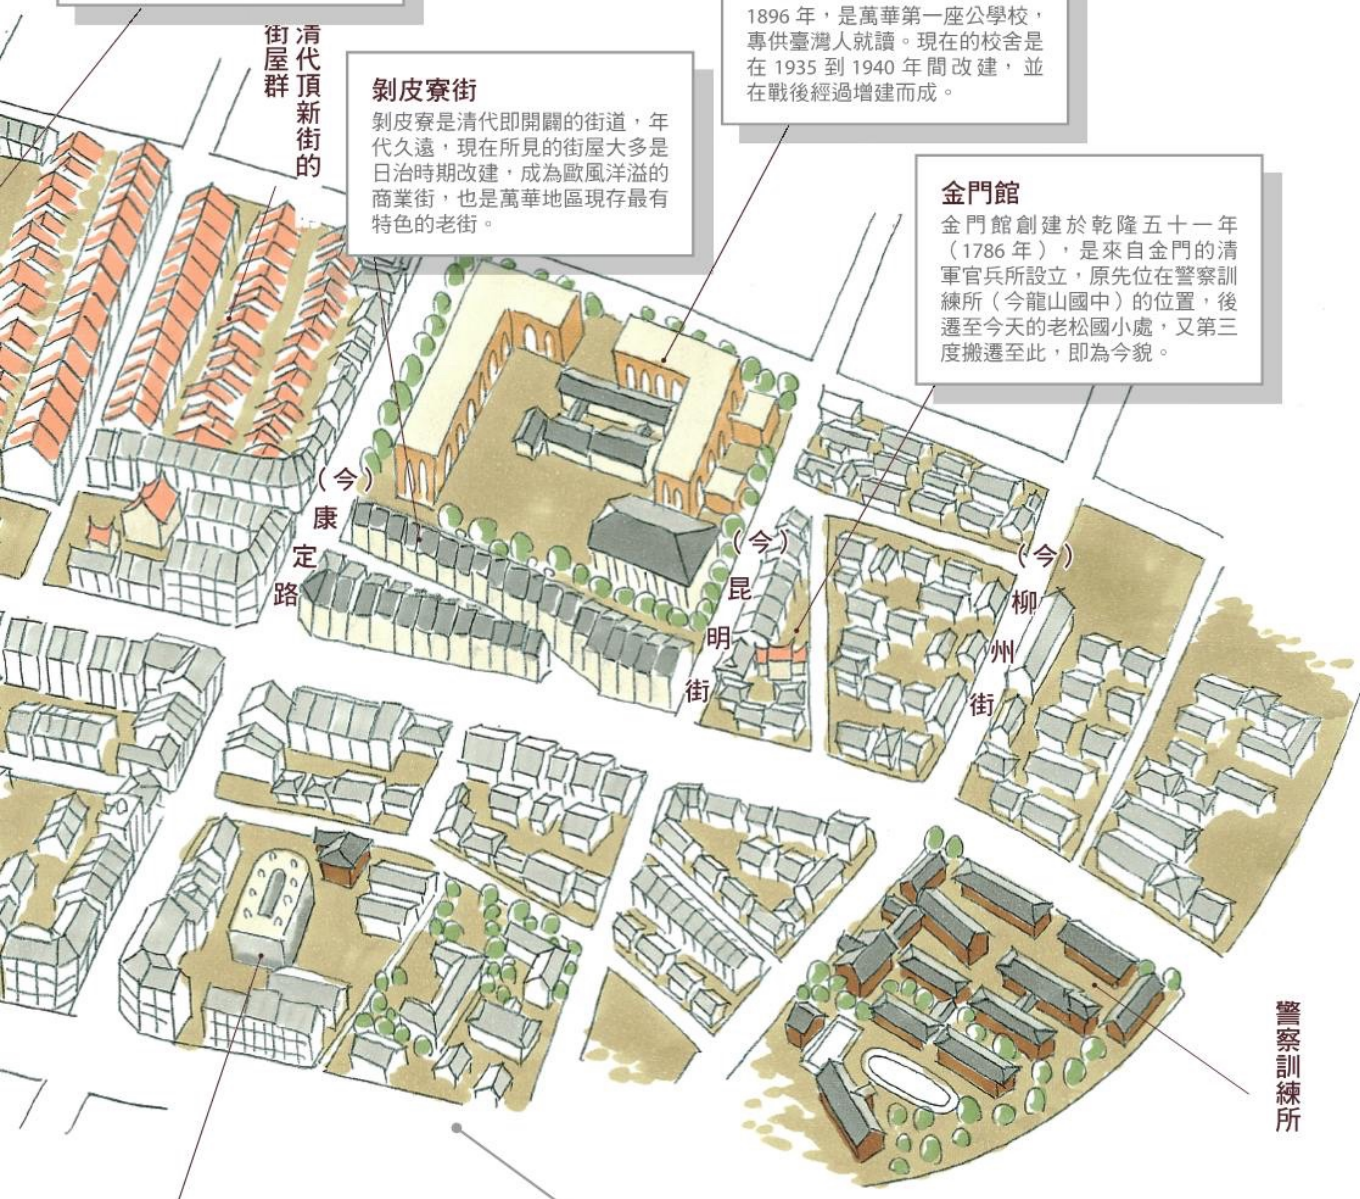 清代頂新街的
街屋群
剝皮寮街
剝皮寮是清代即開闢的街道，年
代久遠，現在所見的街屋大多是
日治時期改建，成為歐風洋溢的
商業街，也是萬華地區現存最有
特色的老街。
1896 年，是萬華第一座公學校，
專供臺灣人就讀。現在的校舍是
在 1935 到 1940 年間改建，並
在戰後經過增建而成。
金門館
金門館創建於乾隆五十一年
（1786 年），是來自金門的清
軍官兵所設立，原先位在警察訓
練所（今龍山國中）的位置，後
遷至今天的老松國小處，又第三
度搬遷至此，即為今貌。
（今）康定路
（今）昆明街
（今）柳州街
警察訓練所